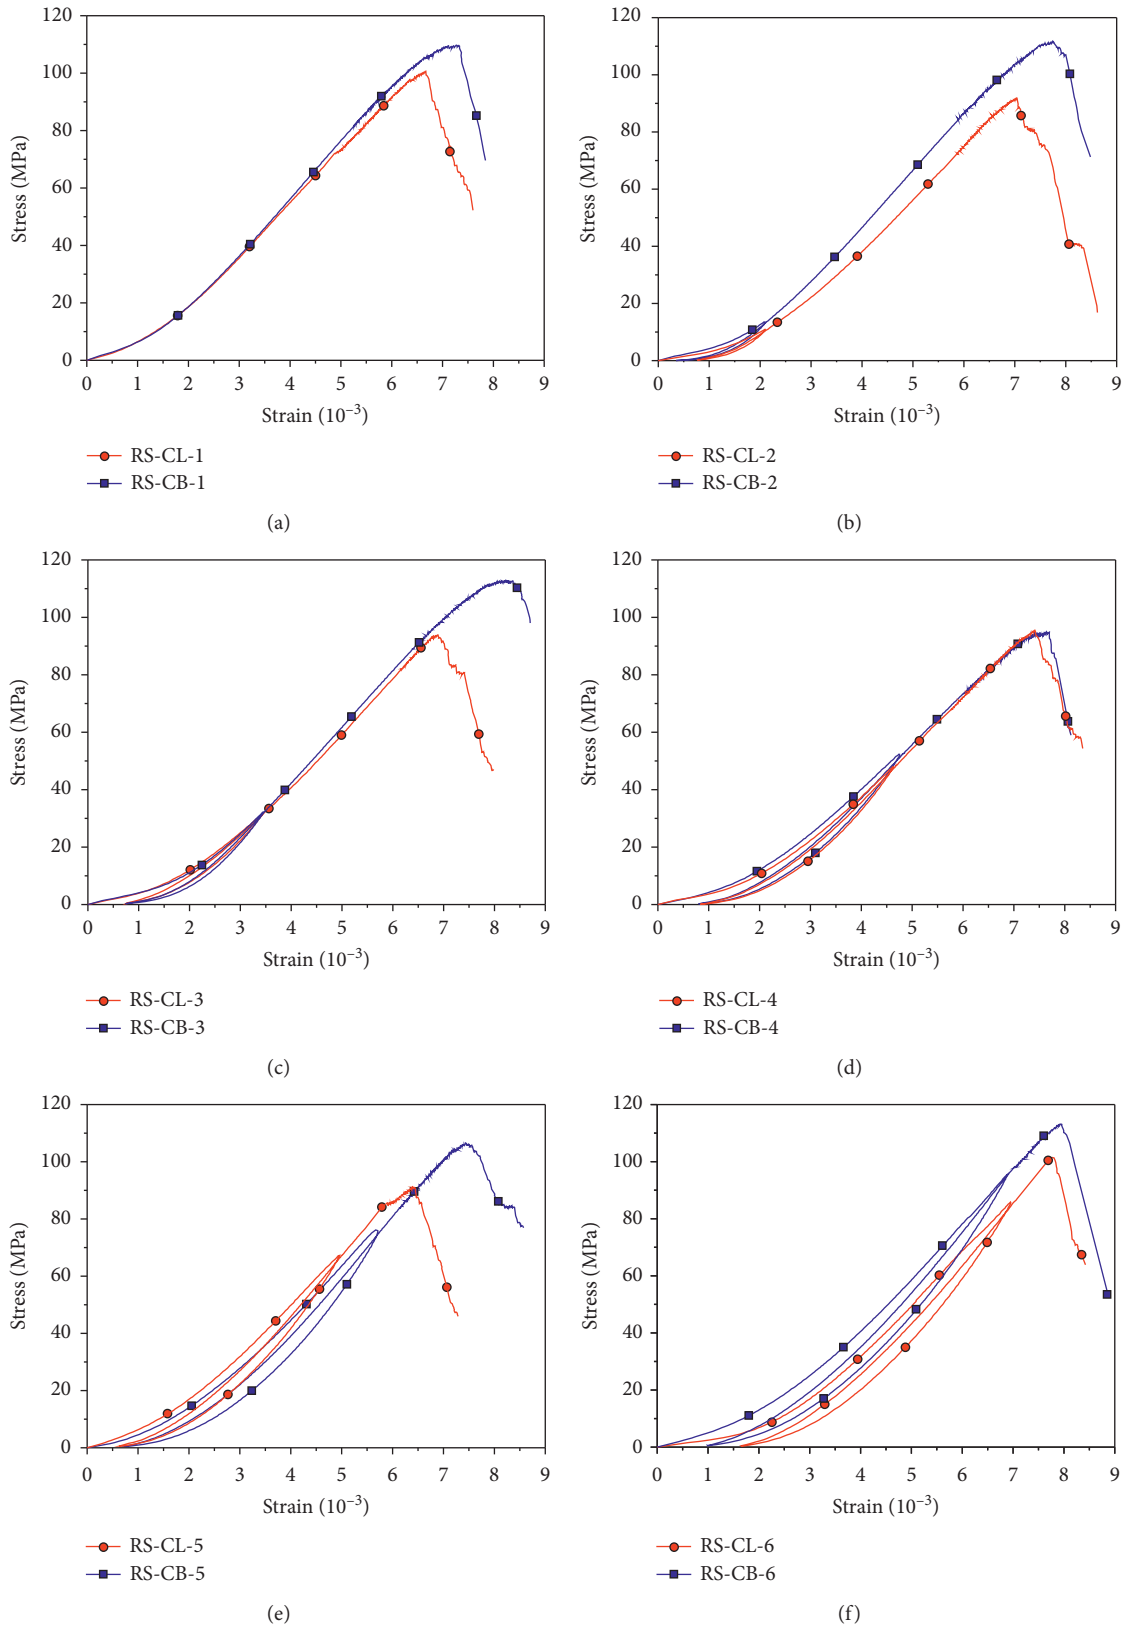 120
100
80
60
40
20
0
Stress (MPa)
0 1 2 3 4 5 6 7 8 9
Strain (10⁻³)
RS-CL-1
RS-CB-1
(a)
120
100
80
60
40
20
0
Stress (MPa)
0 1 2 3 4 5 6 7 8 9
Strain (10⁻³)
RS-CL-2
RS-CB-2
(b)
120
100
80
60
40
20
0
Stress (MPa)
0 1 2 3 4 5 6 7 8 9
Strain (10⁻³)
RS-CL-3
RS-CB-3
(c)
120
100
80
60
40
20
0
Stress (MPa)
0 1 2 3 4 5 6 7 8 9
Strain (10⁻³)
RS-CL-4
RS-CB-4
(d)
120
100
80
60
40
20
0
Stress (MPa)
0 1 2 3 4 5 6 7 8 9
Strain (10⁻³)
RS-CL-5
RS-CB-5
(e)
120
100
80
60
40
20
0
Stress (MPa)
0 1 2 3 4 5 6 7 8 9
Strain (10⁻³)
RS-CL-6
RS-CB-6
(f)